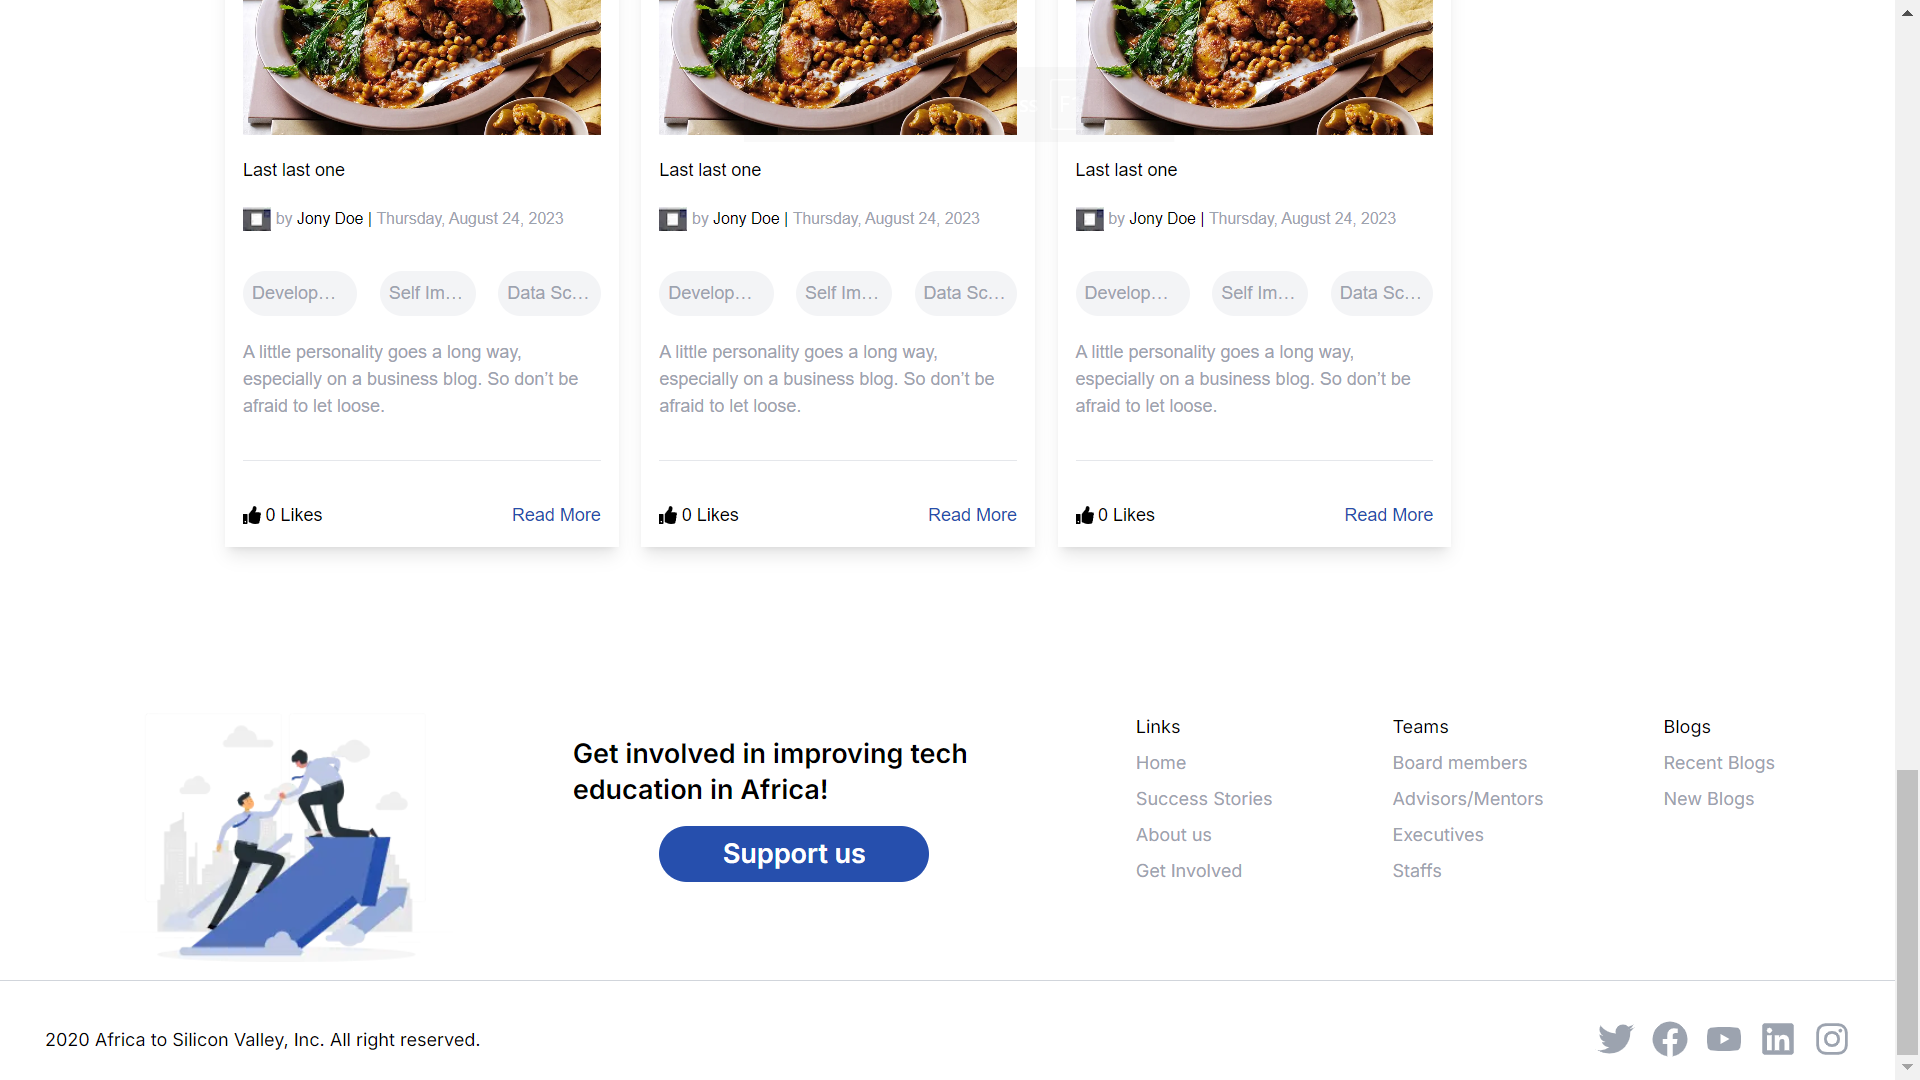 Last last one
by Jony Doe | Thursday, August 24, 2023
Develop…
Self Im…
Data Sc…
A little personality goes a long way,
especially on a business blog. So don’t be
afraid to let loose.
0 Likes
Read More
Last last one
by Jony Doe | Thursday, August 24, 2023
Develop…
Self Im…
Data Sc…
A little personality goes a long way,
especially on a business blog. So don’t be
afraid to let loose.
0 Likes
Read More
Last last one
by Jony Doe | Thursday, August 24, 2023
Develop…
Self Im…
Data Sc…
A little personality goes a long way,
especially on a business blog. So don’t be
afraid to let loose.
0 Likes
Read More
Get involved in improving tech
education in Africa!
Support us
Links
Home
Success Stories
About us
Get Involved
Teams
Board members
Advisors/Mentors
Executives
Staffs
Blogs
Recent Blogs
New Blogs
2020 Africa to Silicon Valley, Inc. All right reserved.